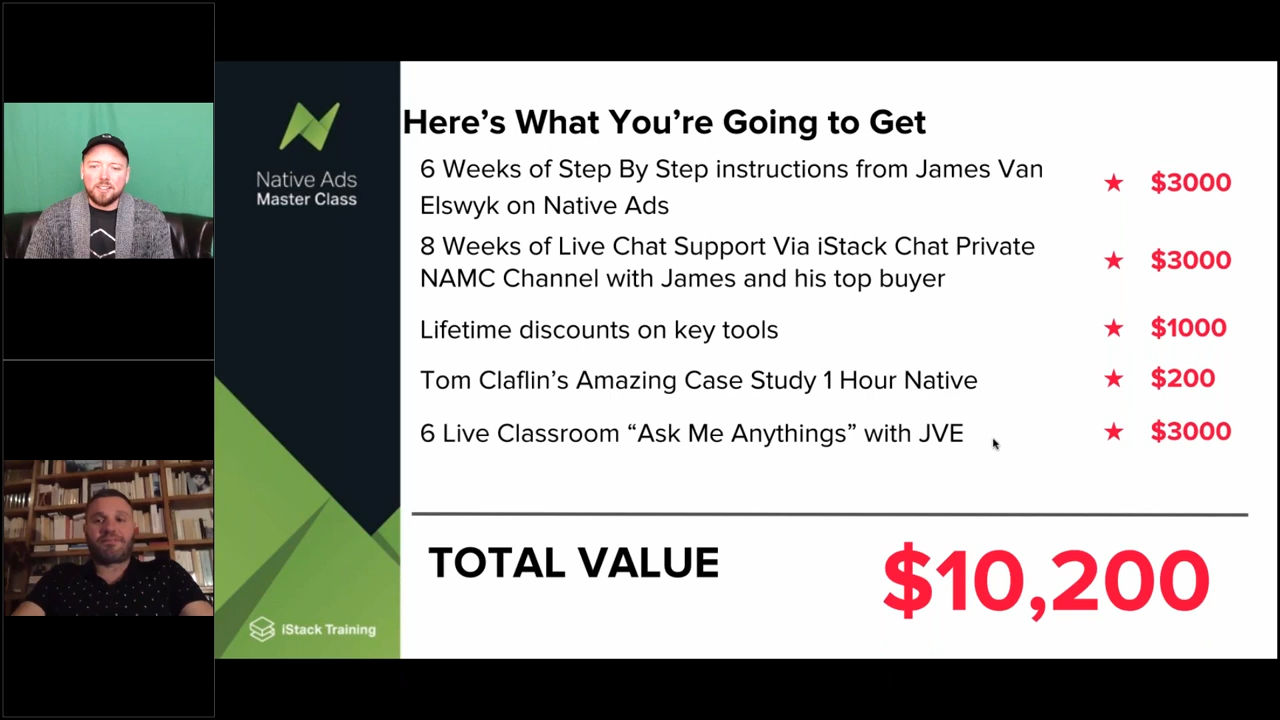 Native Ads
Master Class
Here’s What You’re Going to Get
6 Weeks of Step By Step instructions from James Van
Elswyk on Native Ads
★ $3000
8 Weeks of Live Chat Support Via iStack Chat Private
NAMC Channel with James and his top buyer
★ $3000
Lifetime discounts on key tools
★ $1000
Tom Claflin’s Amazing Case Study 1 Hour Native
★ $200
6 Live Classroom “Ask Me Anythings” with JVE
★ $3000
TOTAL VALUE
$10,200
iStack Training